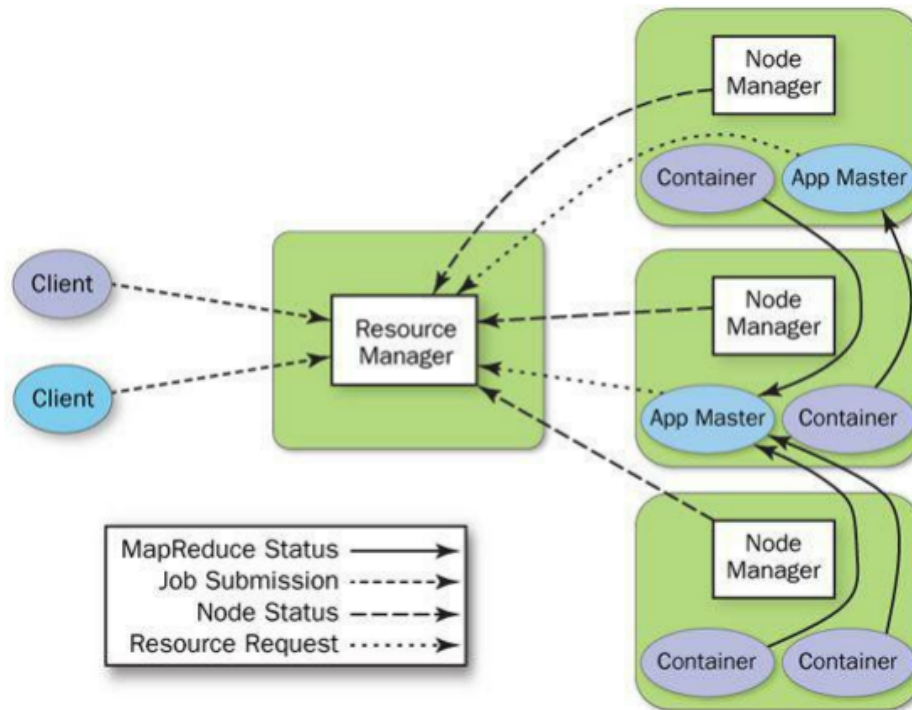 Node
Manager
Container
App Master
Client
Resource
Manager
Node
Manager
Client
App Master
Container
Node
Manager
Container
Container
MapReduce Status
Job Submission
Node Status
Resource Request